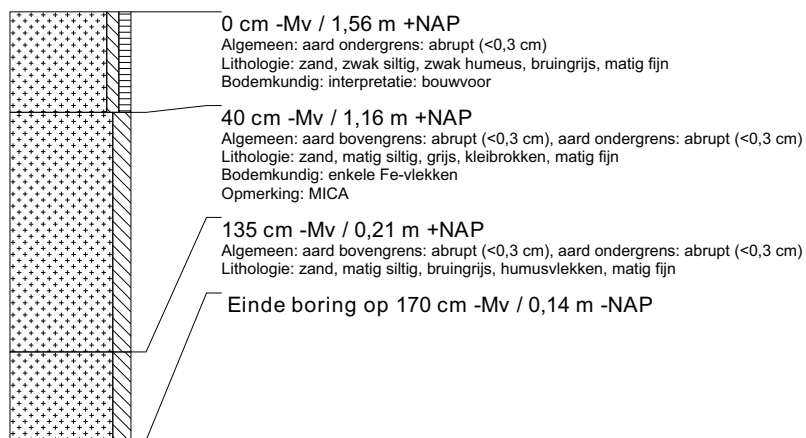 0 cm -Mv / 1,56 m +NAP
Algemeen: aard ondergrens: abrupt (<0,3 cm)
Lithologie: zand, zwak siltig, zwak humeus, bruingrijs, matig fijn
Bodemkundig: interpretatie: bouwvoor
40 cm -Mv / 1,16 m +NAP
Algemeen: aard bovengrens: abrupt (<0,3 cm), aard ondergrens: abrupt (<0,3 cm)
Lithologie: zand, matig siltig, grijs, kleibrokken, matig fijn
Bodemkundig: enkele Fe-vlekken
Opmerking: MICA
135 cm -Mv / 0,21 m +NAP
Algemeen: aard bovengrens: abrupt (<0,3 cm), aard ondergrens: abrupt (<0,3 cm)
Lithologie: zand, matig siltig, bruingrijs, humusvlekken, matig fijn
Einde boring op 170 cm -Mv / 0,14 m -NAP